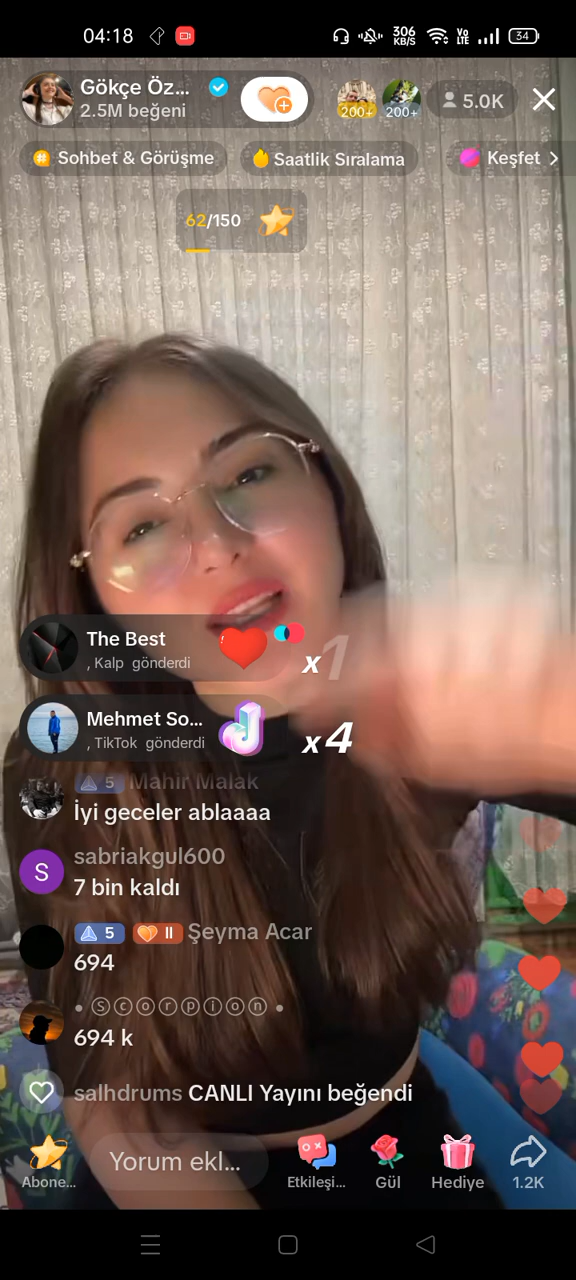 04:18
306
KB/S
Vo
LTE
34
Gökçe Öz...
2.5M beğeni
200+
200+
5.0K
Sohbet & Görüşme
Saatlik Sıralama
Keşfet
62/150
The Best
, Kalp gönderdi
x1
Mehmet So...
, TikTok gönderdi
x4
5 Mahir Malak
İyi geceler ablaaaa
S
sabriakgul600
7 bin kaldı
5 II Şeyma Acar
694
• Ⓢⓒⓞⓡⓟⓘⓞⓝ •
694 k
salhdrums CANLI Yayını beğendi
Abone...
Yorum ekl...
Etkileşi...
Gül
Hediye
1.2K